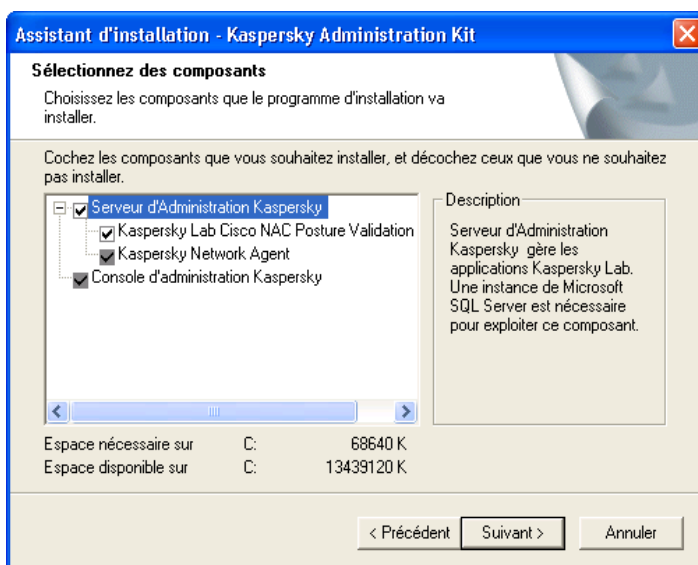 Assistant d'installation - Kaspersky Administration Kit
Sélectionnez des composants
Choisissez les composants que le programme d'installation va
installer.
Cochez les composants que vous souhaitez installer, et décochez ceux que vous ne souhaitez
pas installer.
Serveur d'Administration Kaspersky
Kaspersky Lab Cisco NAC Posture Validation
Kaspersky Network Agent
Console d'administration Kaspersky
Description
Serveur d'Administration
Kaspersky gère les
applications Kaspersky Lab.
Une instance de Microsoft
SQL Server est nécessaire
pour exploiter ce composant.
Espace nécessaire sur C: 68640 K
Espace disponible sur C: 13439120 K
< Précédent Suivant > Annuler